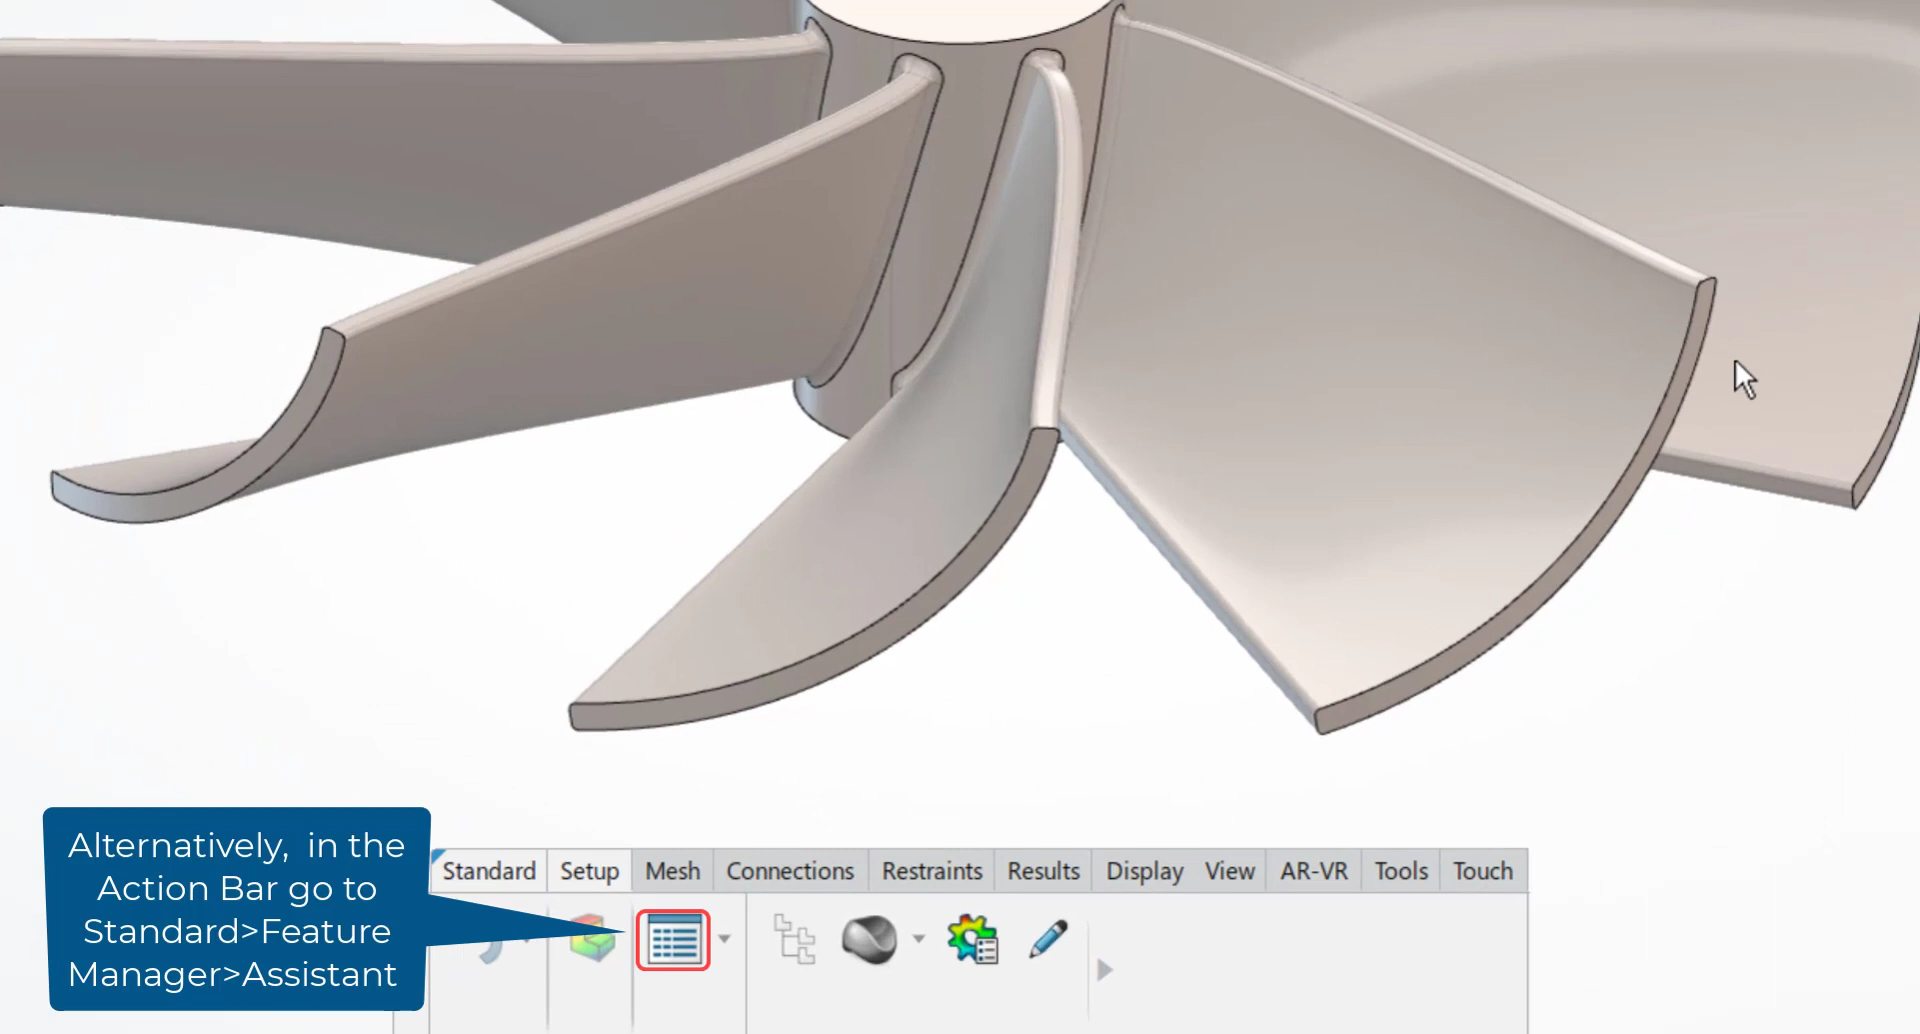 Alternatively, in the
Action Bar go to
Standard>Feature
Manager>Assistant
Standard Setup Mesh Connections Restraints Results Display View AR-VR Tools Touch